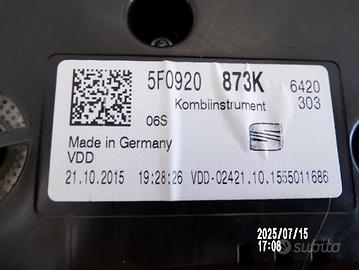 5F0920 873K 6420
Kombiinstrument 303
06S
Made in Germany
VDD
21.10.2015 19:28:26 VDD-02421.10.1565011686
2025/07/15
17:08
subito